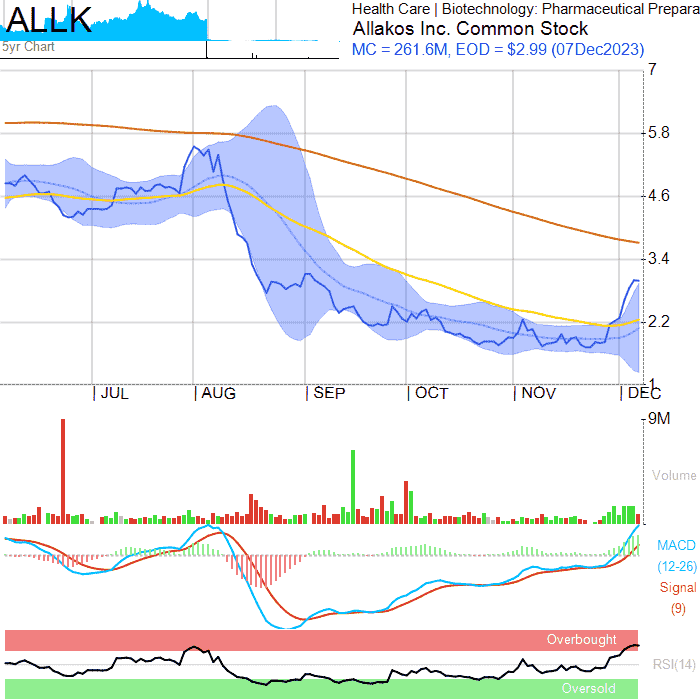 ALLK
5yr Chart
Health Care | Biotechnology: Pharmaceutical Prepara
Allakos Inc. Common Stock
MC = 261.6M, EOD = $2.99 (07Dec2023)
7
5.8
4.6
3.4
2.2
1
JUL
AUG
SEP
OCT
NOV
DEC
9M
Volume
MACD
(12-26)
Signal
(9)
Overbought
RSI(14)
Oversold